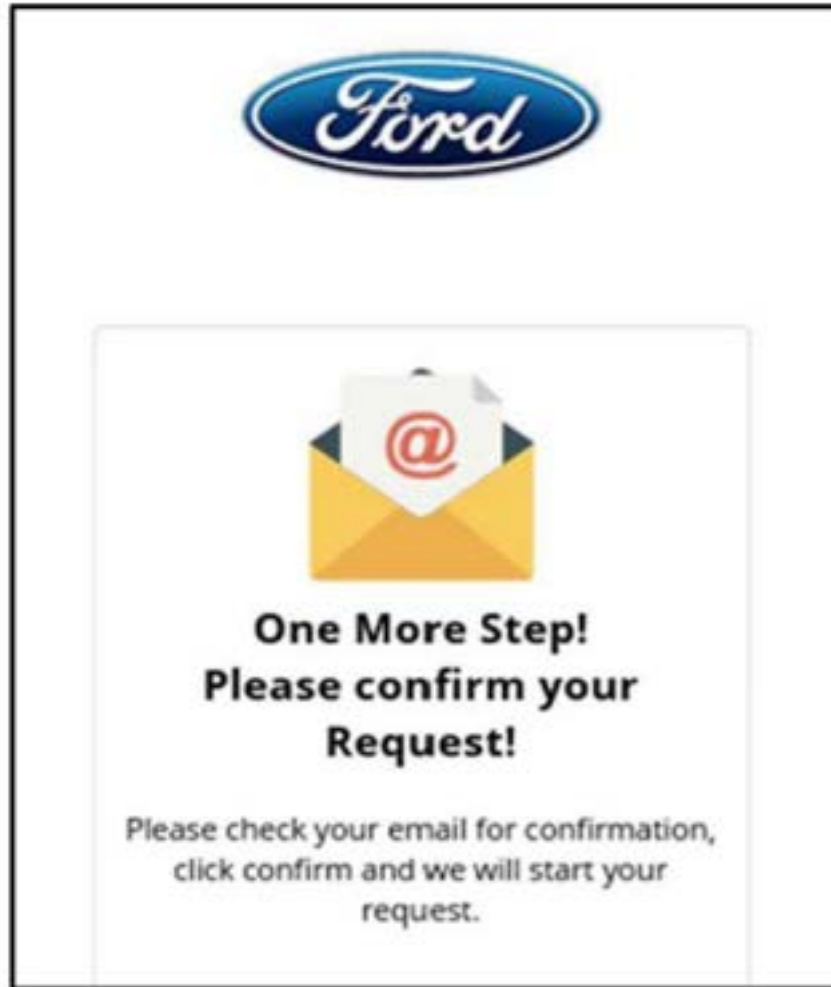 Ford
@
One More Step!
Please confirm your
Request!
Please check your email for confirmation,
click confirm and we will start your
request.